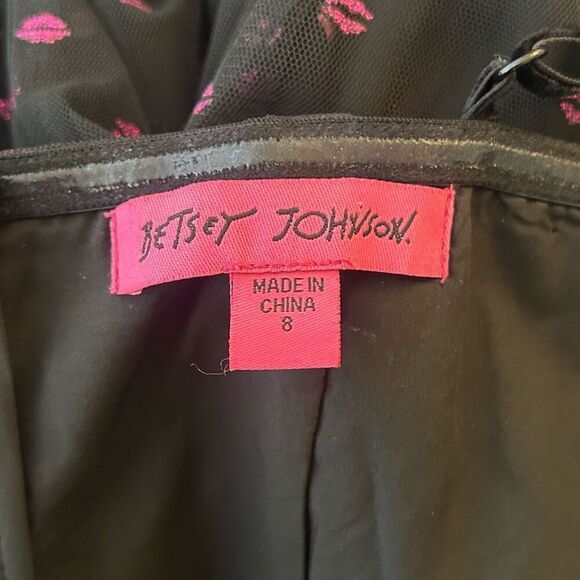 BETSEY JOHNSON.
MADE IN
CHINA
8